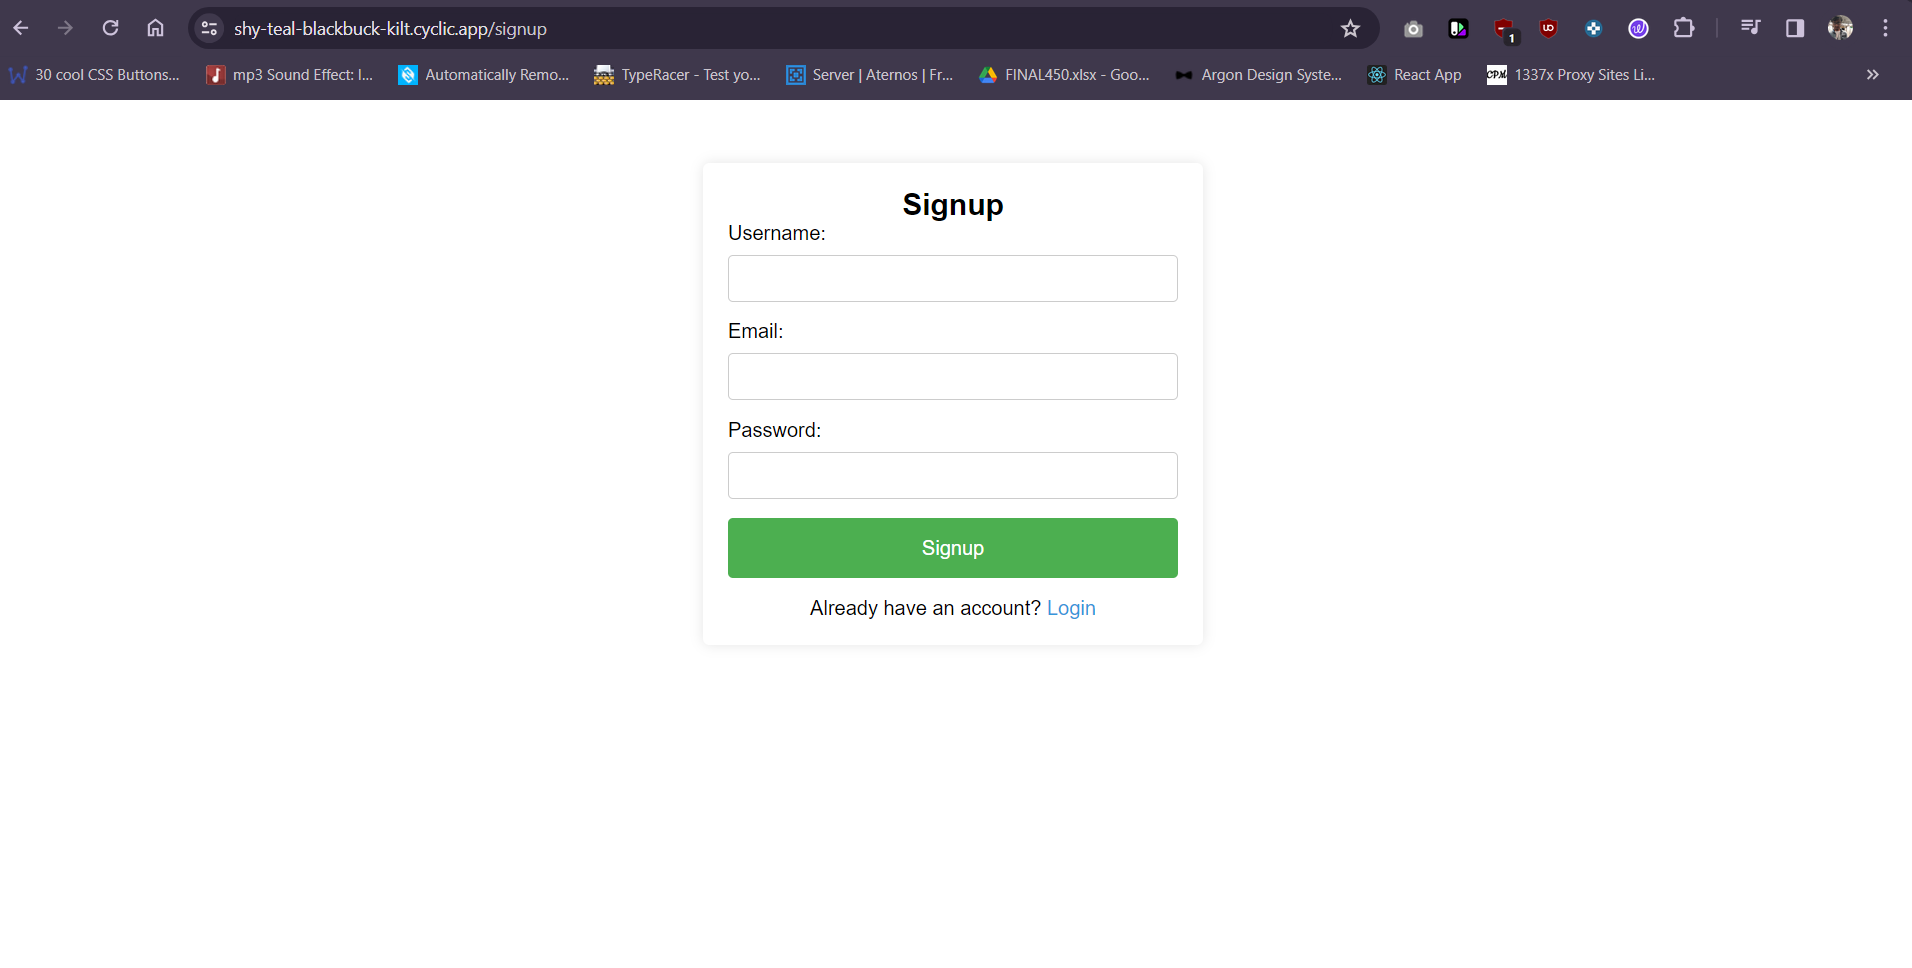 shy-teal-blackbuck-kilt.cyclic.app/signup
1
30 cool CSS Buttons... mp3 Sound Effect: I... Automatically Remo... TypeRacer - Test yo... Server | Aternos | Fr... FINAL450.xlsx - Goo... Argon Design Syste... React App CPM 1337x Proxy Sites Li...
Signup
Username:
Email:
Password:
Signup
Already have an account? Login